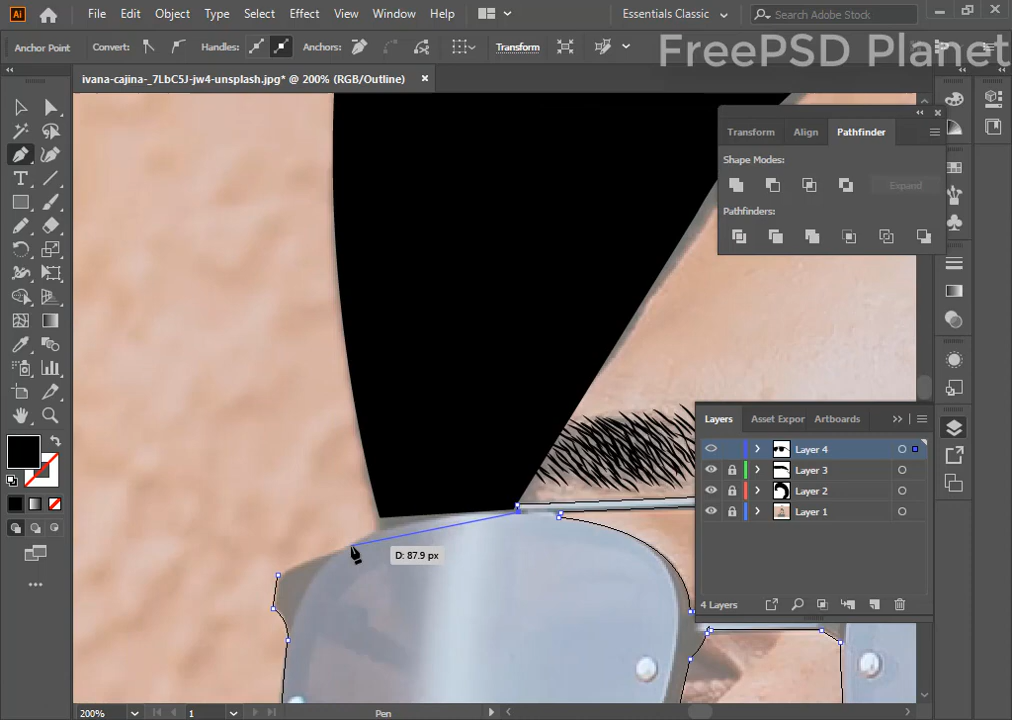 Ai
File Edit Object Type Select Effect View Window Help
Essentials Classic
Search Adobe Stock
Anchor Point Convert: Handles: Anchors: Transform
FreePSD Planet
ivana-cajina-_7LbC5J-jw4-unsplash.jpg* @ 200% (RGB/Outline)
Transform Align Pathfinder
Shape Modes:
Expand
Pathfinders:
Layers Asset Expor Artboards
Layer 4
Layer 3
Layer 2
Layer 1
D: 87.9 px
4 Layers
200% 1 Pen